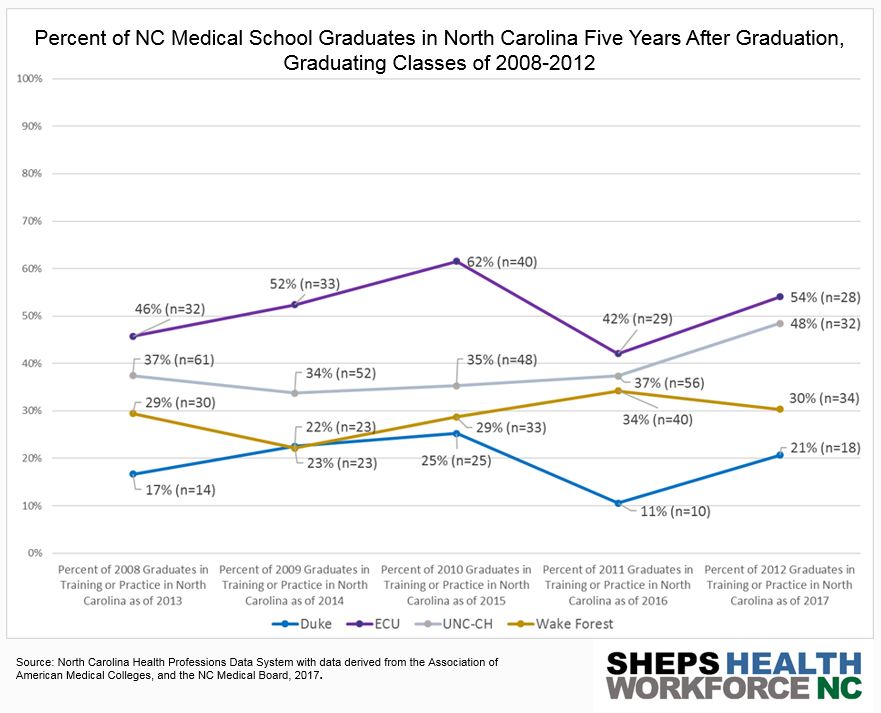 Percent of NC Medical School Graduates in North Carolina Five Years After Graduation,
Graduating Classes of 2008-2012
100%
90%
80%
70%
60%
50%
40%
30%
20%
10%
0%
46% (n=32)
52% (n=33)
62% (n=40)
42% (n=29)
54% (n=28)
37% (n=61)
34% (n=52)
35% (n=48)
37% (n=56)
48% (n=32)
29% (n=30)
22% (n=23)
29% (n=33)
34% (n=40)
30% (n=34)
17% (n=14)
23% (n=23)
25% (n=25)
11% (n=10)
21% (n=18)
Percent of 2008 Graduates in
Training or Practice in North
Carolina as of 2013
Percent of 2009 Graduates in
Training or Practice in North
Carolina as of 2014
Percent of 2010 Graduates in
Training or Practice in North
Carolina as of 2015
Percent of 2011 Graduates in
Training or Practice in North
Carolina as of 2016
Percent of 2012 Graduates in
Training or Practice in North
Carolina as of 2017
Duke
ECU
UNC-CH
Wake Forest
Source: North Carolina Health Professions Data System with data derived from the Association of
American Medical Colleges, and the NC Medical Board, 2017.
SHEPS HEALTH
WORKFORCE NC